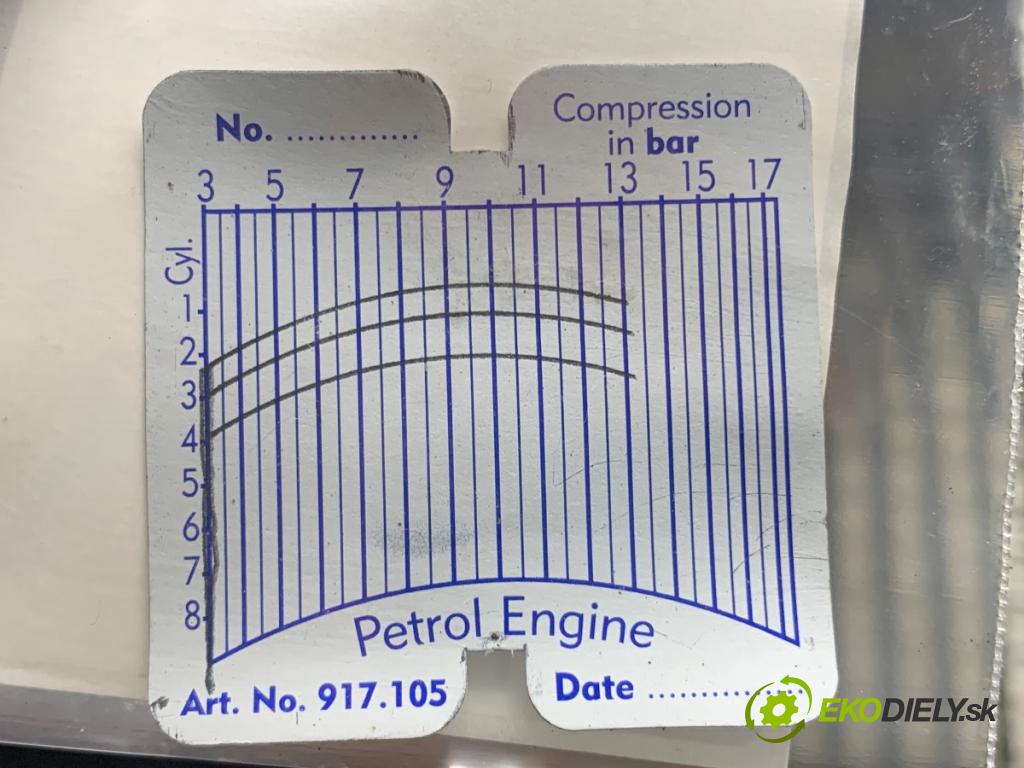 No. .............
Compression
in bar
3 5 7 9 11 13 15 17
Cyl.
1
2
3
4
5
6
7
8
Petrol Engine
Art. No. 917.105
Date ................
EKODIELY.sk